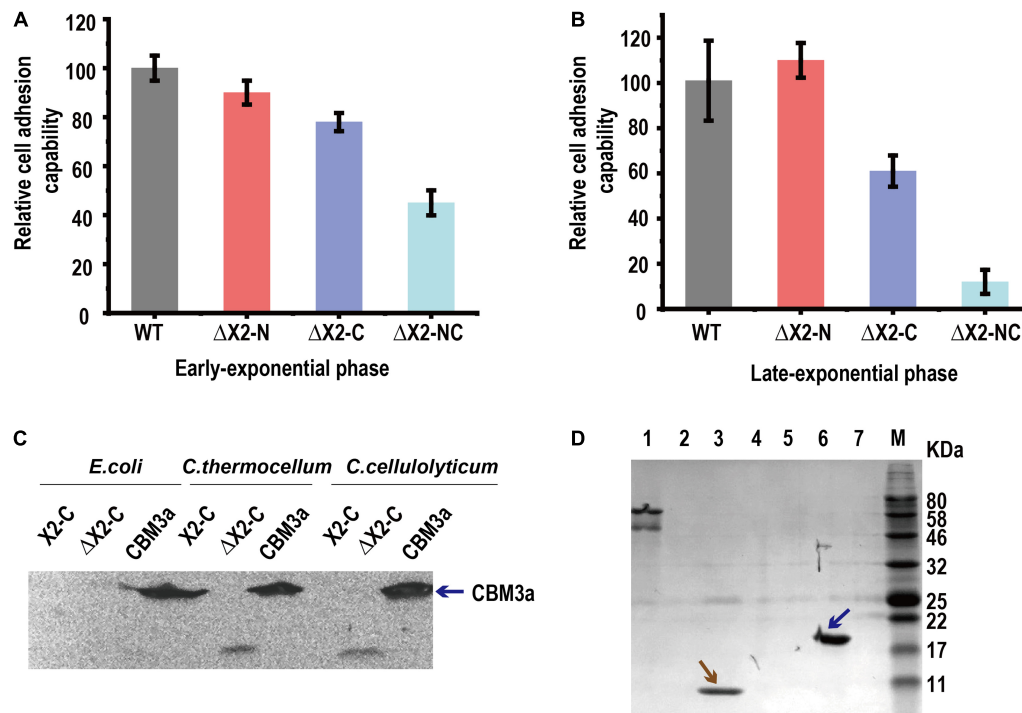 A
Relative cell adhesion
capability
120
100
80
60
40
20
0
WT ΔX2-N ΔX2-C ΔX2-NC
Early-exponential phase
B
Relative cell adhesion
capability
120
100
80
60
40
20
0
WT ΔX2-N ΔX2-C ΔX2-NC
Late-exponential phase
C
E.coli C.thermocellum C.cellulolyticum
X2-C ΔX2-C CBM3a X2-C ΔX2-C CBM3a X2-C ΔX2-C CBM3a
CBM3a
D
1 2 3 4 5 6 7 M KDa
80
58
46
32
25
22
17
11